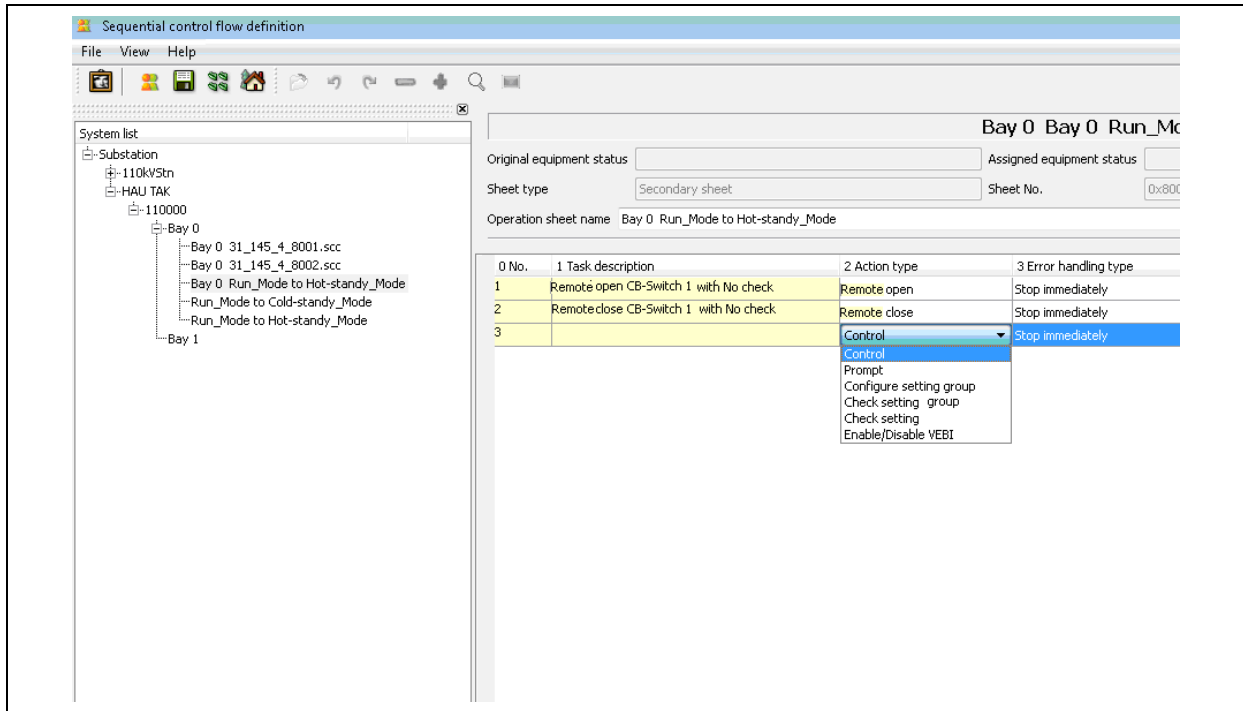 Sequential control flow definition
File View Help
System list
Substation
110kVStn
HAU TAK
110000
Bay 0
Bay 0 31_145_4_8001.scc
Bay 0 31_145_4_8002.scc
Bay 0 Run_Mode to Hot-standy_Mode
Run_Mode to Cold-standy_Mode
Run_Mode to Hot-standy_Mode
Bay 1
Bay 0 Bay 0 Run_Mo
Original equipment status Assigned equipment status
Sheet type Secondary sheet Sheet No. 0x800
Operation sheet name Bay 0 Run_Mode to Hot-standy_Mode
0 No. 1 Task description 2 Action type 3 Error handling type
1 Remote open CB-Switch 1 with No check Remote open Stop immediately
2 Remote close CB-Switch 1 with No check Remote close Stop immediately
3 Control Stop immediately
Control
Prompt
Configure setting group
Check setting group
Check setting
Enable/Disable VEBI